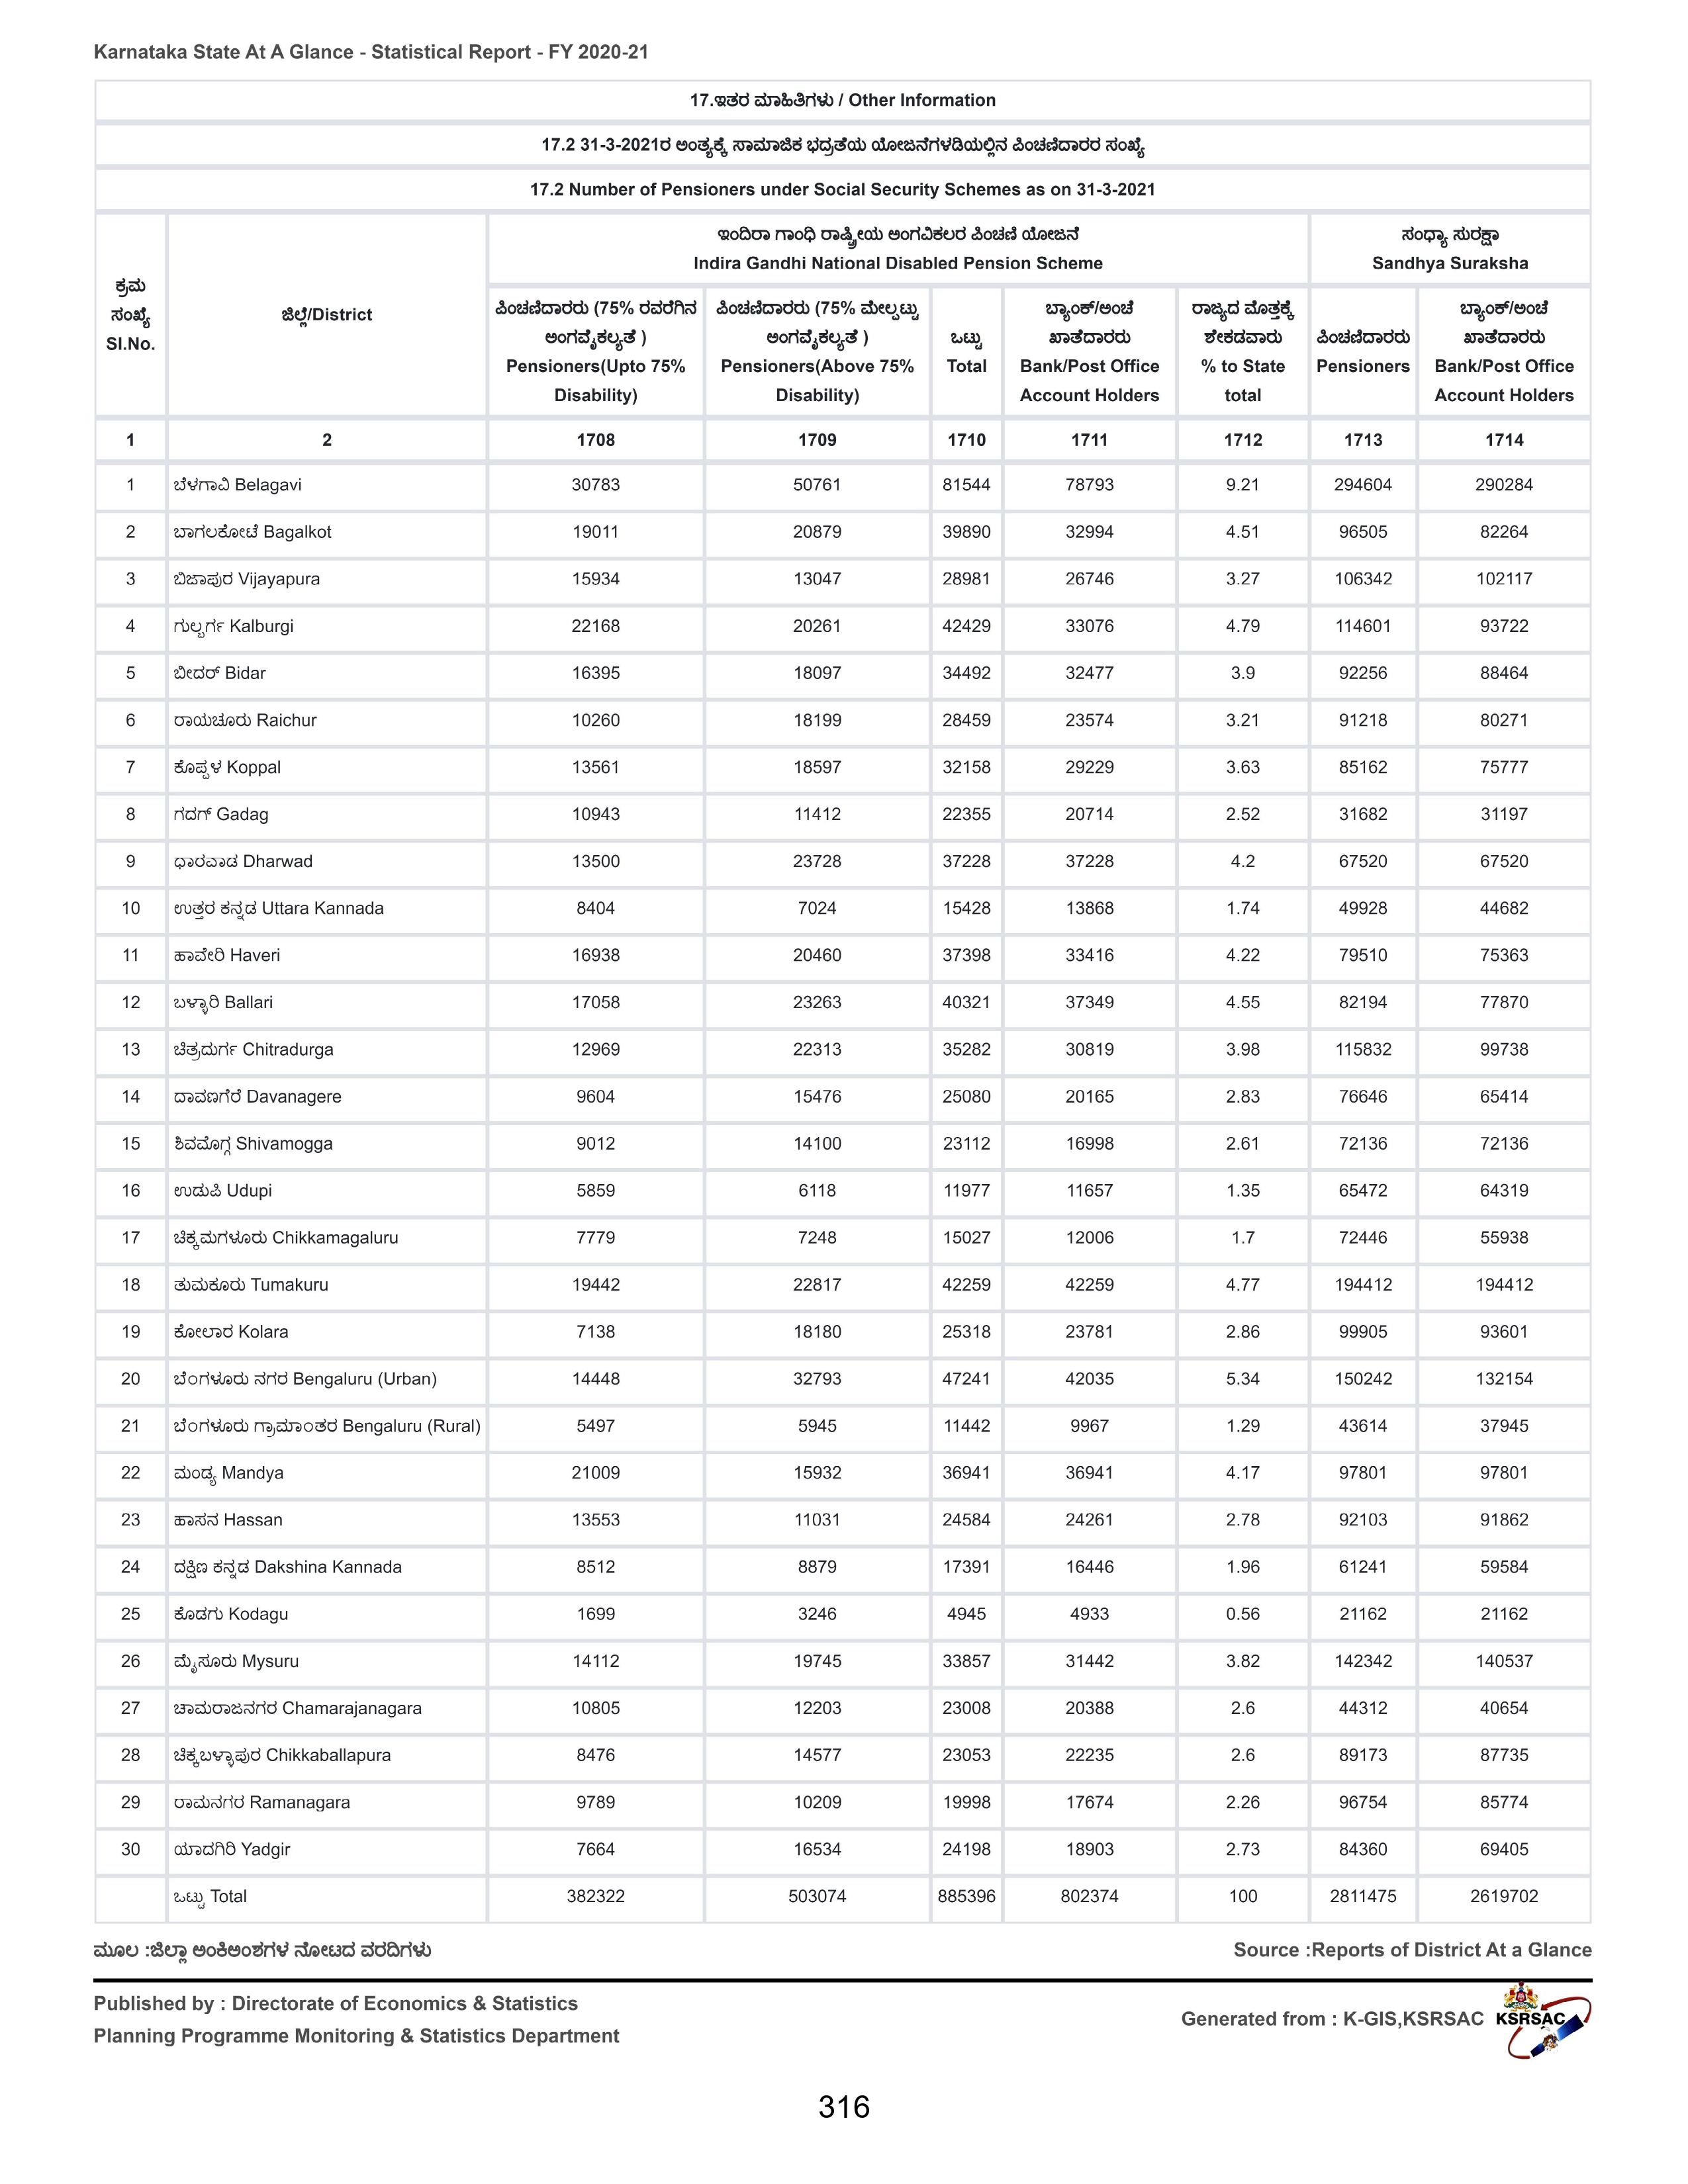 Karnataka State At A Glance - Statistical Report - FY 2020-21
17.ಇತರ ಮಾಹಿತಿಗಳು / Other Information
17.2 31-3-2021ರ ಅಂತ್ಯಕ್ಕೆ ಸಾಮಾಜಿಕ ಭದ್ರತೆಯ ಯೋಜನೆಗಳಡಿಯಲ್ಲಿನ ಪಿಂಚಣಿದಾರರ ಸಂಖ್ಯೆ
17.2 Number of Pensioners under Social Security Schemes as on 31-3-2021
ಕ್ರಮ
ಸಂಖ್ಯೆ
Sl.No.
ಜಿಲ್ಲೆ/District
ಇಂದಿರಾ ಗಾಂಧಿ ರಾಷ್ಟ್ರೀಯ ಅಂಗವಿಕಲರ ಪಿಂಚಣಿ ಯೋಜನೆ
Indira Gandhi National Disabled Pension Scheme
ಸಂಧ್ಯಾ ಸುರಕ್ಷಾ
Sandhya Suraksha
ಪಿಂಚಣಿದಾರರು (75% ರವರೆಗಿನ
ಅಂಗವೈಕಲ್ಯತೆ )
Pensioners(Upto 75%
Disability)
ಪಿಂಚಣಿದಾರರು (75% ಮೇಲ್ಪಟ್ಟು
ಅಂಗವೈಕಲ್ಯತೆ )
Pensioners(Above 75%
Disability)
ಒಟ್ಟು
Total
ಬ್ಯಾಂಕ್/ಅಂಚೆ
ಖಾತೆದಾರರು
Bank/Post Office
Account Holders
ರಾಜ್ಯದ ಮೊತ್ತಕ್ಕೆ
ಶೇಕಡವಾರು
% to State
total
ಪಿಂಚಣಿದಾರರು
Pensioners
ಬ್ಯಾಂಕ್/ಅಂಚೆ
ಖಾತೆದಾರರು
Bank/Post Office
Account Holders
1 2 1708 1709 1710 1711 1712 1713 1714
1 ಬೆಳಗಾವಿ Belagavi 30783 50761 81544 78793 9.21 294604 290284
2 ಬಾಗಲಕೋಟೆ Bagalkot 19011 20879 39890 32994 4.51 96505 82264
3 ಬಿಜಾಪುರ Vijayapura 15934 13047 28981 26746 3.27 106342 102117
4 ಗುಲ್ಬರ್ಗ Kalburgi 22168 20261 42429 33076 4.79 114601 93722
5 ಬೀದರ್ Bidar 16395 18097 34492 32477 3.9 92256 88464
6 ರಾಯಚೂರು Raichur 10260 18199 28459 23574 3.21 91218 80271
7 ಕೊಪ್ಪಳ Koppal 13561 18597 32158 29229 3.63 85162 75777
8 ಗದಗ್ Gadag 10943 11412 22355 20714 2.52 31682 31197
9 ಧಾರವಾಡ Dharwad 13500 23728 37228 37228 4.2 67520 67520
10 ಉತ್ತರ ಕನ್ನಡ Uttara Kannada 8404 7024 15428 13868 1.74 49928 44682
11 ಹಾವೇರಿ Haveri 16938 20460 37398 33416 4.22 79510 75363
12 ಬಳ್ಳಾರಿ Ballari 17058 23263 40321 37349 4.55 82194 77870
13 ಚಿತ್ರದುರ್ಗ Chitradurga 12969 22313 35282 30819 3.98 115832 99738
14 ದಾವಣಗೆರೆ Davanagere 9604 15476 25080 20165 2.83 76646 65414
15 ಶಿವಮೊಗ್ಗ Shivamogga 9012 14100 23112 16998 2.61 72136 72136
16 ಉಡುಪಿ Udupi 5859 6118 11977 11657 1.35 65472 64319
17 ಚಿಕ್ಕಮಗಳೂರು Chikkamagaluru 7779 7248 15027 12006 1.7 72446 55938
18 ತುಮಕೂರು Tumakuru 19442 22817 42259 42259 4.77 194412 194412
19 ಕೋಲಾರ Kolara 7138 18180 25318 23781 2.86 99905 93601
20 ಬೆಂಗಳೂರು ನಗರ Bengaluru (Urban) 14448 32793 47241 42035 5.34 150242 132154
21 ಬೆಂಗಳೂರು ಗ್ರಾಮಾಂತರ Bengaluru (Rural) 5497 5945 11442 9967 1.29 43614 37945
22 ಮಂಡ್ಯ Mandya 21009 15932 36941 36941 4.17 97801 97801
23 ಹಾಸನ Hassan 13553 11031 24584 24261 2.78 92103 91862
24 ದಕ್ಷಿಣ ಕನ್ನಡ Dakshina Kannada 8512 8879 17391 16446 1.96 61241 59584
25 ಕೊಡಗು Kodagu 1699 3246 4945 4933 0.56 21162 21162
26 ಮೈಸೂರು Mysuru 14112 19745 33857 31442 3.82 142342 140537
27 ಚಾಮರಾಜನಗರ Chamarajanagara 10805 12203 23008 20388 2.6 44312 40654
28 ಚಿಕ್ಕಬಳ್ಳಾಪುರ Chikkaballapura 8476 14577 23053 22235 2.6 89173 87735
29 ರಾಮನಗರ Ramanagara 9789 10209 19998 17674 2.26 96754 85774
30 ಯಾದಗಿರಿ Yadgir 7664 16534 24198 18903 2.73 84360 69405
ಒಟ್ಟು Total 382322 503074 885396 802374 100 2811475 2619702
ಮೂಲ :ಜಿಲ್ಲಾ ಅಂಕಿಅಂಶಗಳ ನೋಟದ ವರದಿಗಳು Source :Reports of District At a Glance
Published by : Directorate of Economics & Statistics
Planning Programme Monitoring & Statistics Department
Generated from : K-GIS,KSRSAC KSRSAC
316